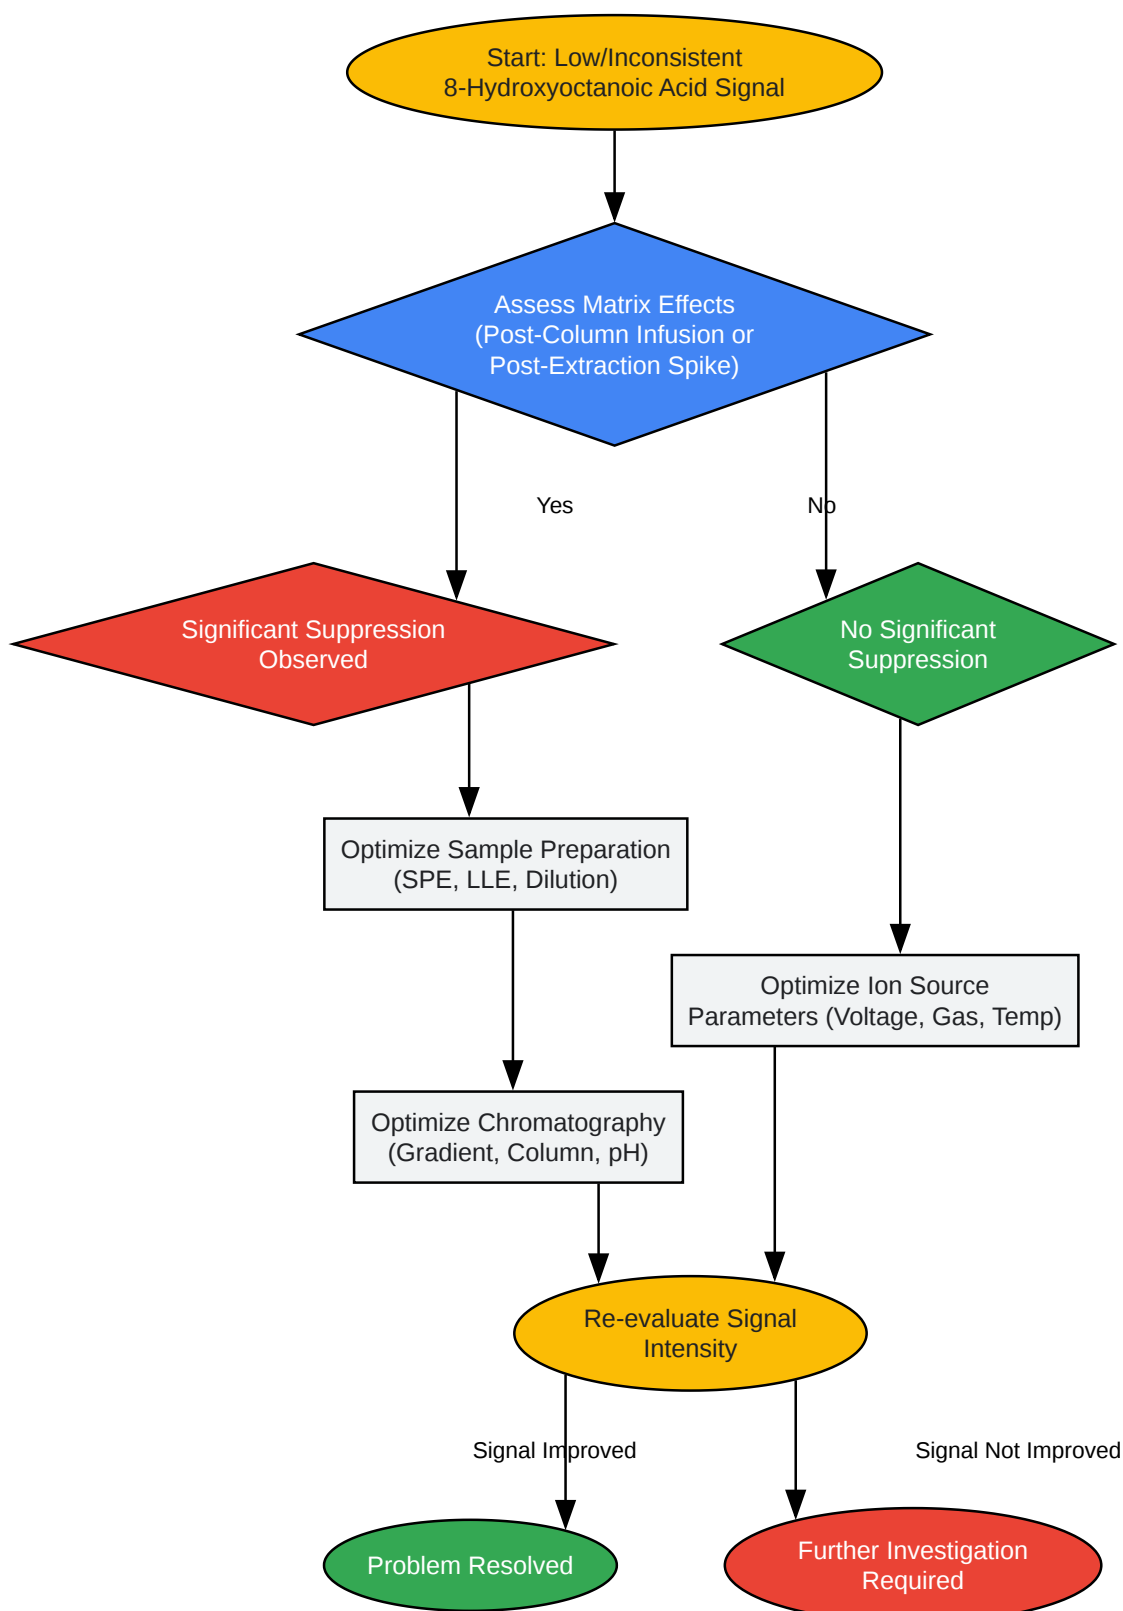 Start: Low/Inconsistent
8-Hydroxyoctanoic Acid Signal
Assess Matrix Effects
(Post-Column Infusion or
Post-Extraction Spike)
Yes
No
Significant Suppression
Observed
No Significant
Suppression
Optimize Sample Preparation
(SPE, LLE, Dilution)
Optimize Ion Source
Parameters (Voltage, Gas, Temp)
Optimize Chromatography
(Gradient, Column, pH)
Re-evaluate Signal
Intensity
Signal Improved
Signal Not Improved
Problem Resolved
Further Investigation
Required